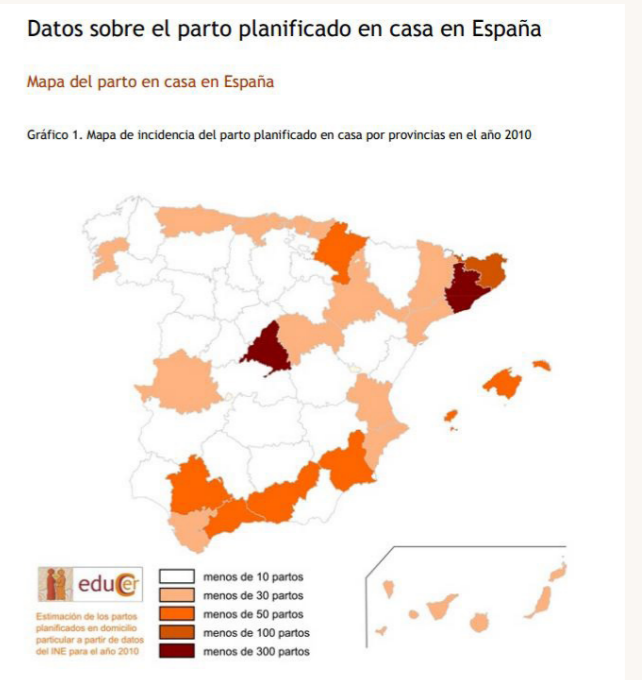 Datos sobre el parto planificado en casa en España
Mapa del parto en casa en España
Gráfico 1. Mapa de incidencia del parto planificado en casa por provincias en el año 2010
eduCer
Estimación de los partos
planificados en domicilio
particular a partir de datos
del INE para el año 2010
menos de 10 partos
menos de 30 partos
menos de 50 partos
menos de 100 partos
menos de 300 partos